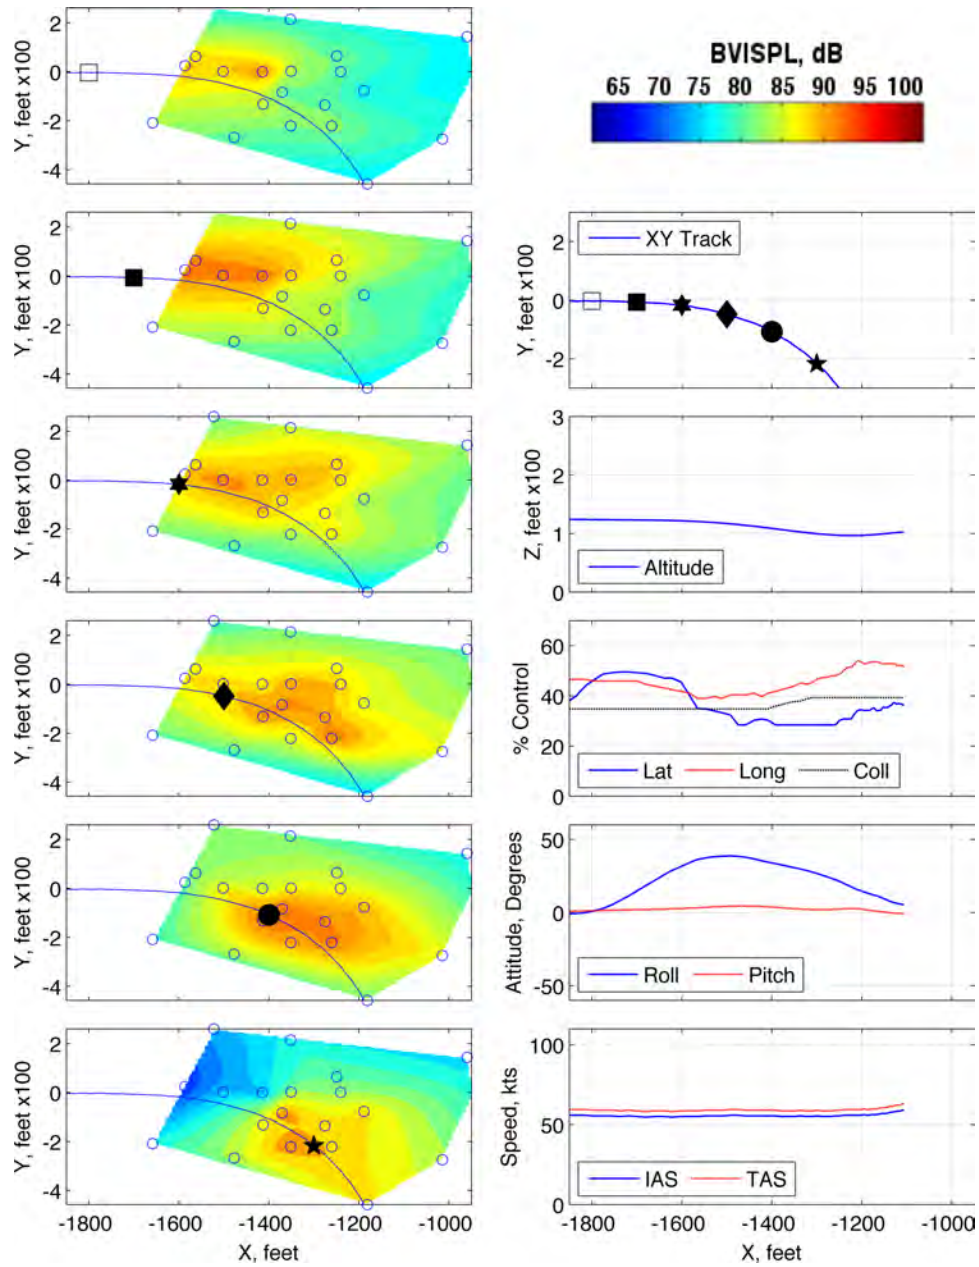 2
0
-2
-4
Y, feet x100
BVISPL, dB
65 70 75 80 85 90 95 100
2
0
-2
-4
Y, feet x100
2
0
-2
Y, feet x100
XY Track
2
0
-2
-4
Y, feet x100
3
2
1
0
Z, feet x100
Altitude
2
0
-2
-4
Y, feet x100
60
40
20
0
% Control
Lat Long Coll
2
0
-2
-4
Y, feet x100
50
0
-50
Attitude, Degrees
Roll Pitch
2
0
-2
-4
Y, feet x100
-1800 -1600 -1400 -1200 -1000
X, feet
100
50
0
Speed, kts
IAS TAS
-1800 -1600 -1400 -1200 -1000
X, feet